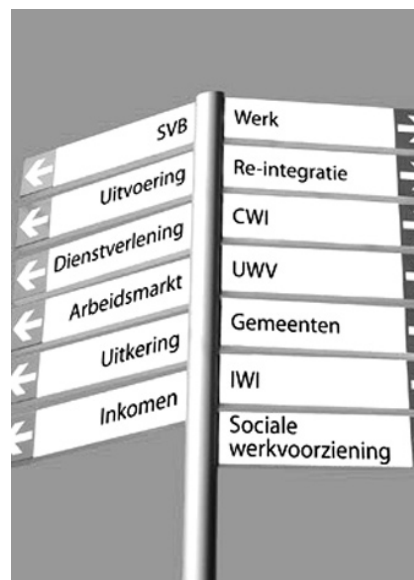 SVB
Uitvoering
Dienstverlening
Arbeidsmarkt
Uitkering
Inkomen
Werk
Re-integratie
CWI
UWV
Gemeenten
IWI
Sociale
werkvoorziening